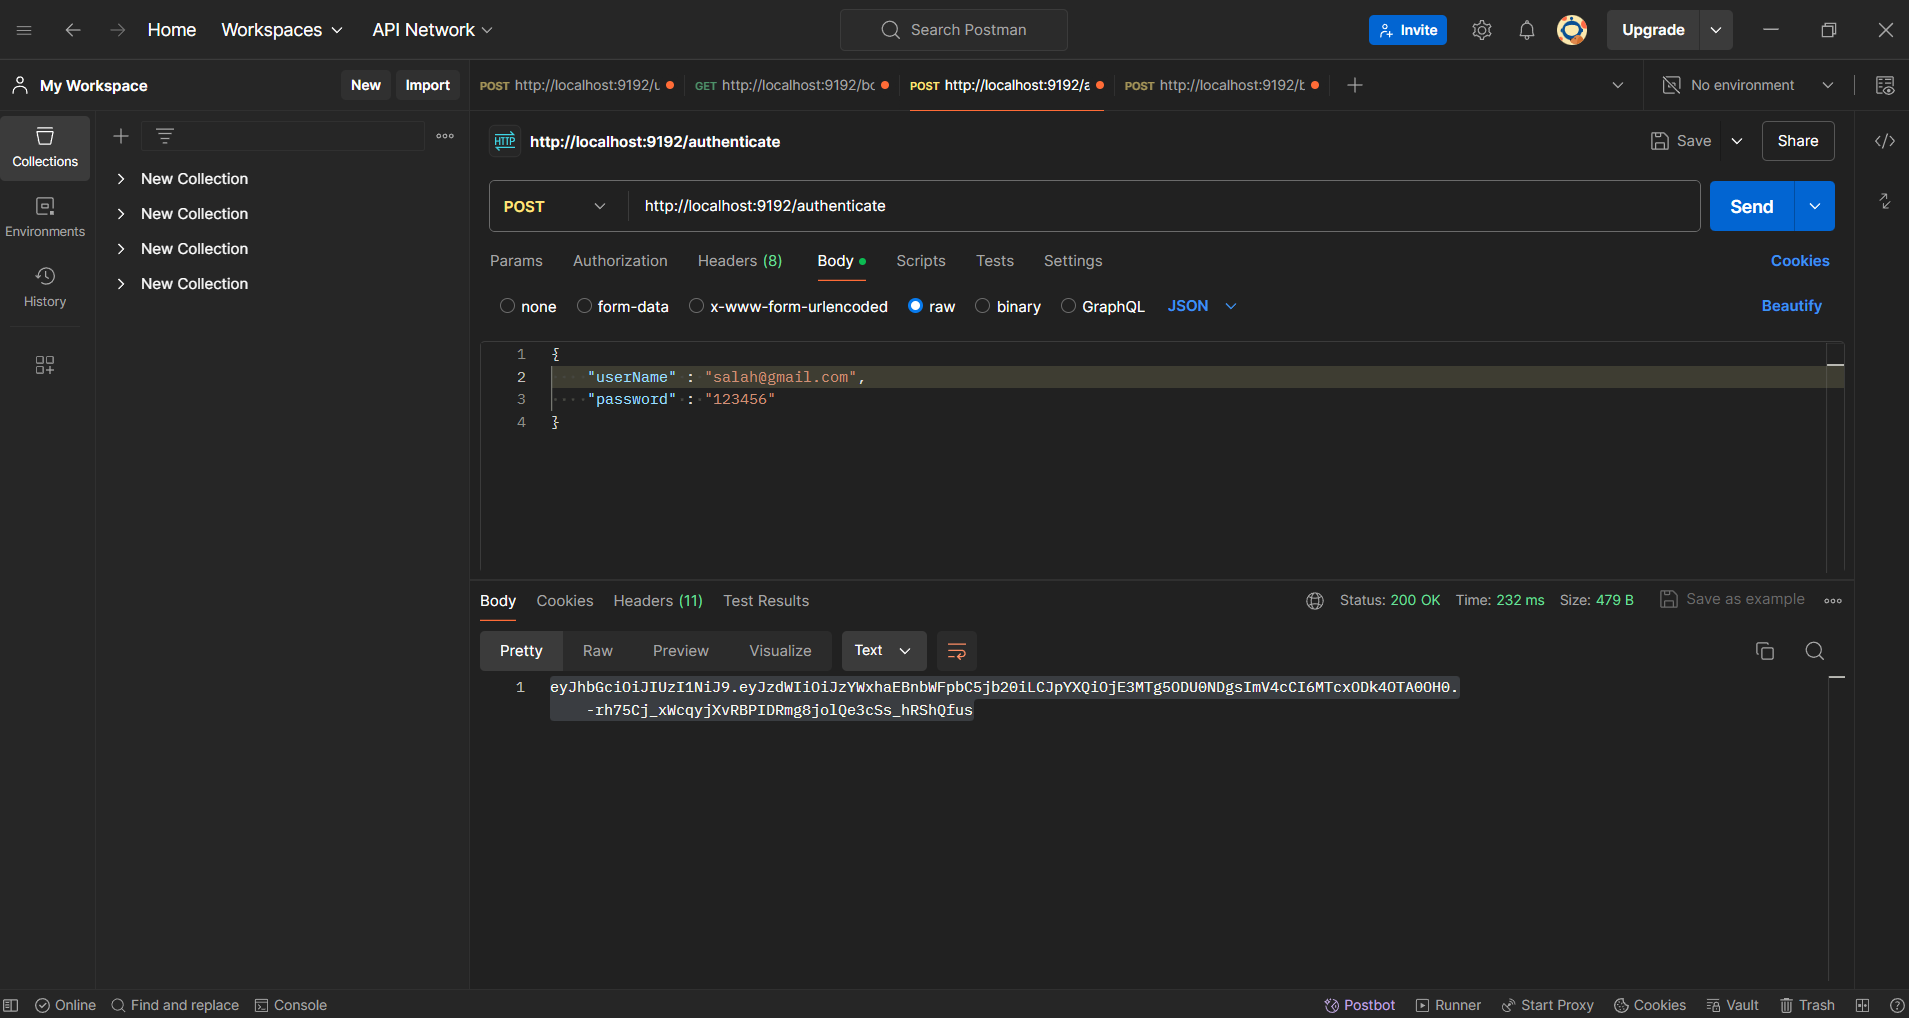 Home Workspaces API Network Search Postman Invite Upgrade
My Workspace New Import
POST http://localhost:9192/u GET http://localhost:9192/bo POST http://localhost:9192/a POST http://localhost:9192/b No environment
HTTP http://localhost:9192/authenticate Save Share
Collections
New Collection
New Collection
New Collection
New Collection
Environments
History
POST http://localhost:9192/authenticate Send
Params Authorization Headers (8) Body Scripts Tests Settings Cookies
none form-data x-www-form-urlencoded raw binary GraphQL JSON Beautify
1 {
2 "userName" : "salah@gmail.com",
3 "password" : "123456"
4 }
Body Cookies Headers (11) Test Results Status: 200 OK Time: 232 ms Size: 479 B Save as example
Pretty Raw Preview Visualize Text
1 eyJhbGciOiJIUzI1NiJ9.eyJzdWIiOiJzYWxhaEBnbWFpbC5jb20iLCJpYXQiOjE3MTg5ODU0NDgsImV4cCI6MTcxODk4OTA0OH0.
-rh75Cj_xWcqyjXvRBPIDRmg8jolQe3cSs_hRShQfus
Online Find and replace Console Postbot Runner Start Proxy Cookies Vault Trash